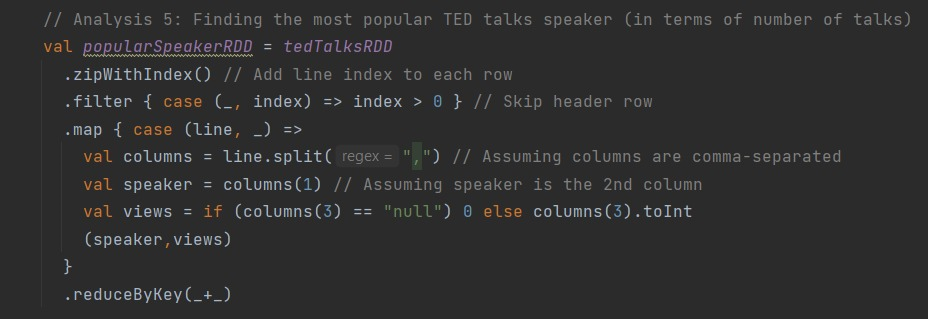 // Analysis 5: Finding the most popular TED talks speaker (in terms of number of talks)
val popularSpeakerRDD = tedTalksRDD
.zipWithIndex() // Add line index to each row
.filter { case (_, index) => index > 0 } // Skip header row
.map { case (line, _) =>
val columns = line.split( regex = ",") // Assuming columns are comma-separated
val speaker = columns(1) // Assuming speaker is the 2nd column
val views = if (columns(3) == "null") 0 else columns(3).toInt
(speaker,views)
}
.reduceByKey(_+_)